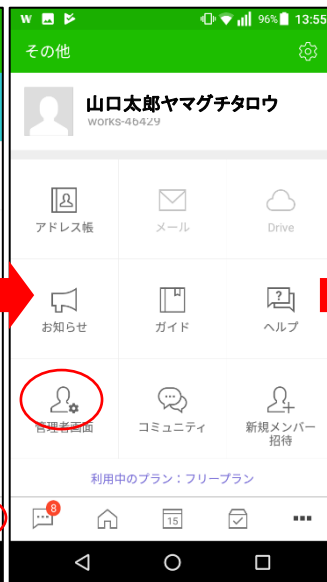 W 96% 13:55
その他
山口太郎ヤマグチタロウ
works-46429
アドレス帳 メール Drive
お知らせ ガイド ヘルプ
管理者画面 コミュニティ 新規メンバー
招待
利用中のプラン：フリープラン
8
15